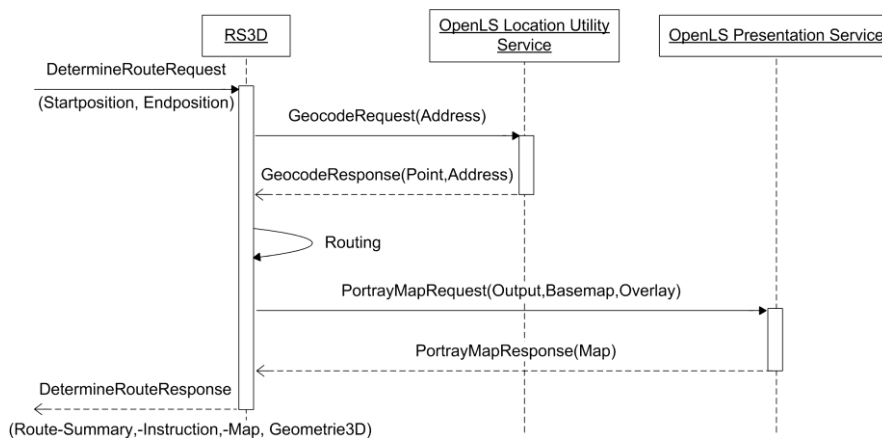 RS3D
OpenLS Location Utility
Service
OpenLS Presentation Service
DetermineRouteRequest
(Startposition, Endposition)
GeocodeRequest(Address)
GeocodeResponse(Point,Address)
Routing
PortrayMapRequest(Output,Basemap,Overlay)
PortrayMapResponse(Map)
DetermineRouteResponse
(Route-Summary,-Instruction,-Map, Geometrie3D)